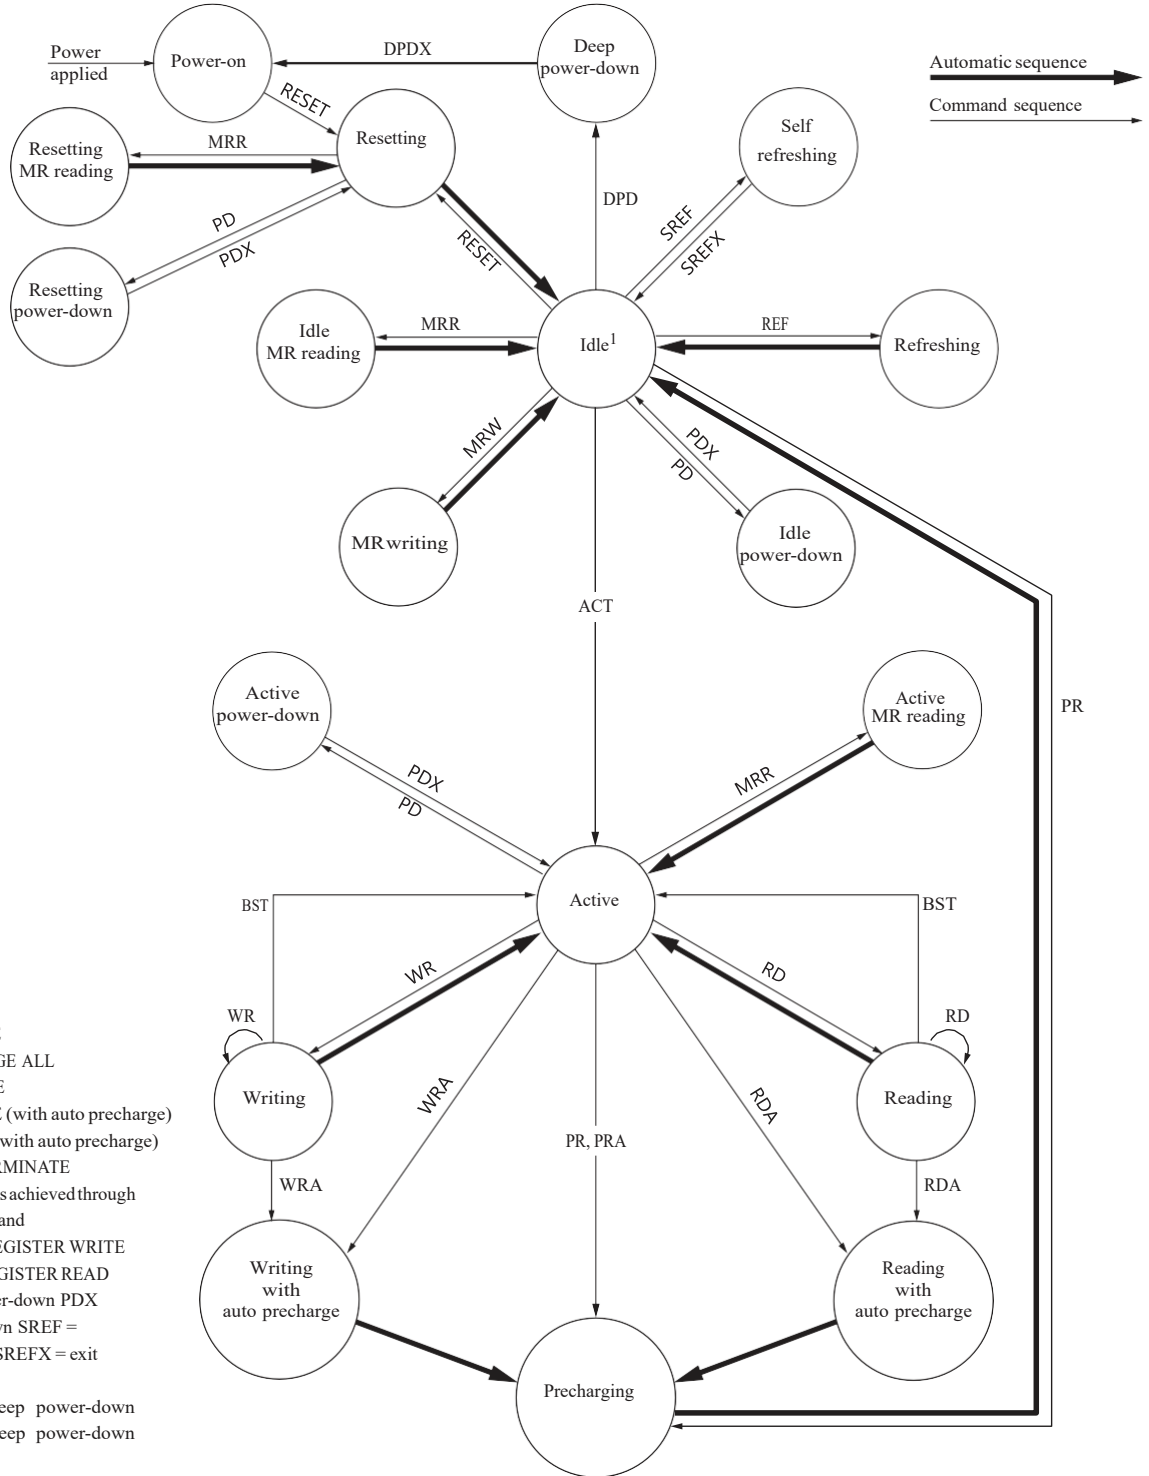 Power
applied
Power-on
DPDX
Deep
power-down
Automatic sequence
Command sequence
RESET
Resetting
MR reading
MRR
Resetting
Self
refreshing
DPD
PD
PDX
RESET
SREF
SREFX
Resetting
power-down
Idle
MR reading
MRR
Idle1
REF
Refreshing
MRW
PDX
PD
MR writing
Idle
power-down
ACT
Active
power-down
Active
MR reading
PR
PDX
PD
MRR
Active
BST
BST
WR
RD
WR
RD
Writing
Reading
WRA
RDA
PR, PRA
WRA
RDA
Writing
with
auto precharge
Reading
with
auto precharge
Precharging
E
GE ALL
E
E (with auto precharge)
(with auto precharge)
RMINATE
s achieved through
and
EGISTER WRITE
GISTER READ
er-down PDX
wn SREF =
SREFX = exit
eep power-down
eep power-down